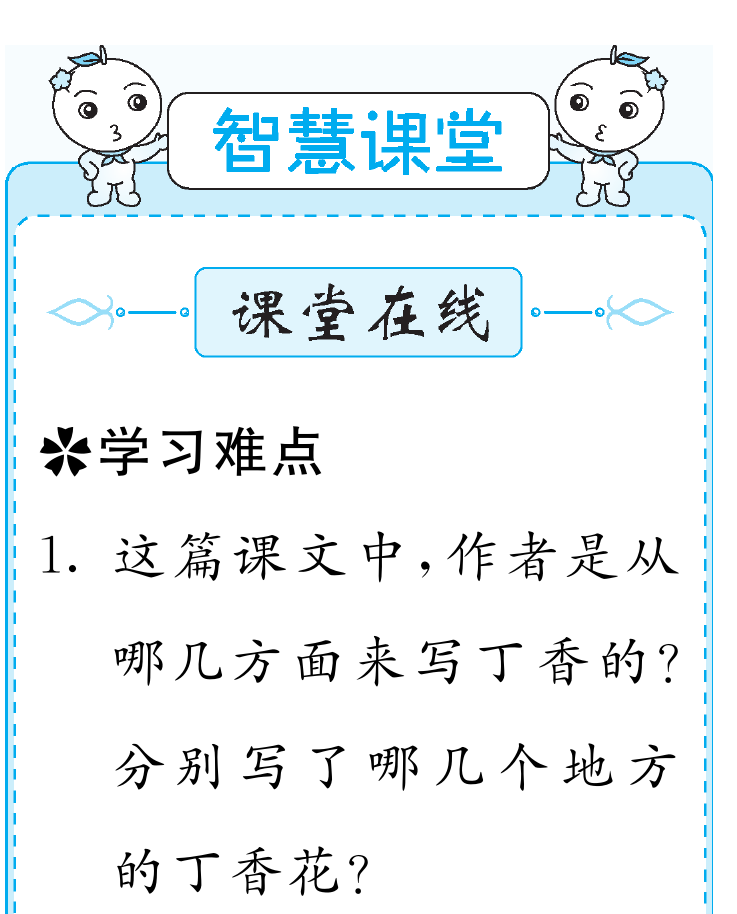 智慧课堂
课堂在线
学习难点
1. 这篇课文中,作者是从
哪几方面来写丁香的?
分别写了哪几个地方
的丁香花?